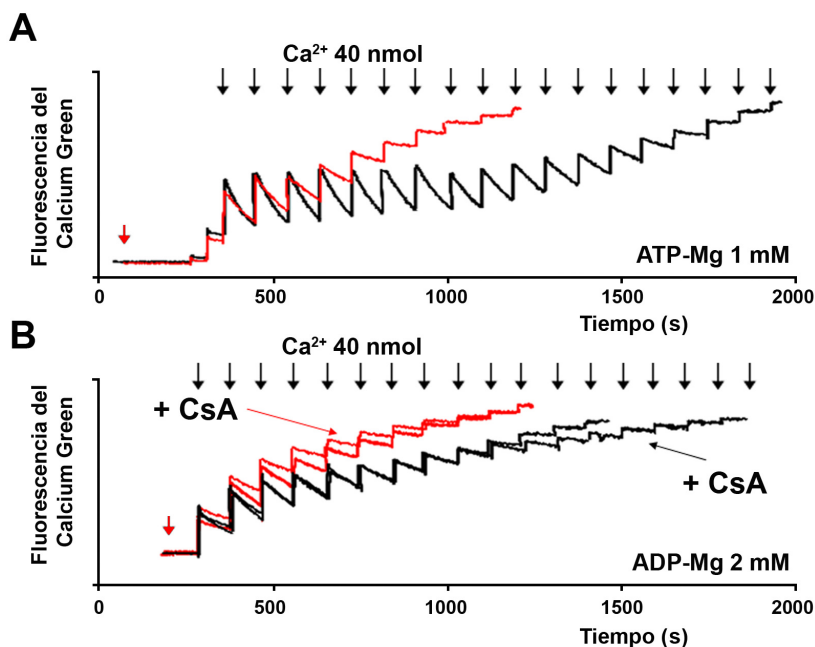 A
Ca²⁺ 40 nmol
Fluorescencia del
Calcium Green
ATP-Mg 1 mM
0 500 1000 1500 2000
Tiempo (s)
B
Ca²⁺ 40 nmol
+ CsA
Fluorescencia del
Calcium Green
+ CsA
ADP-Mg 2 mM
0 500 1000 1500 2000
Tiempo (s)